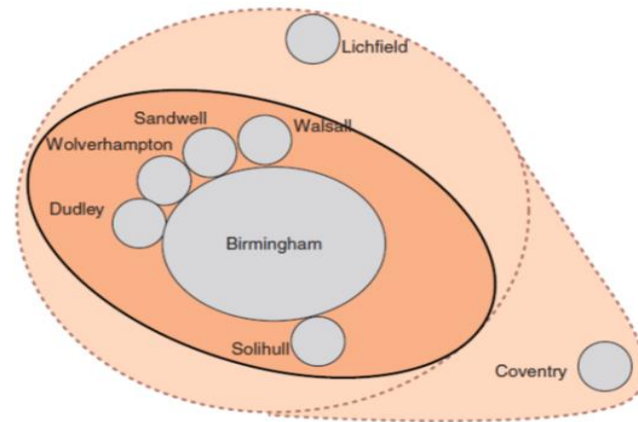 Lichfield
Sandwell
Walsall
Wolverhampton
Dudley
Birmingham
Solihull
Coventry